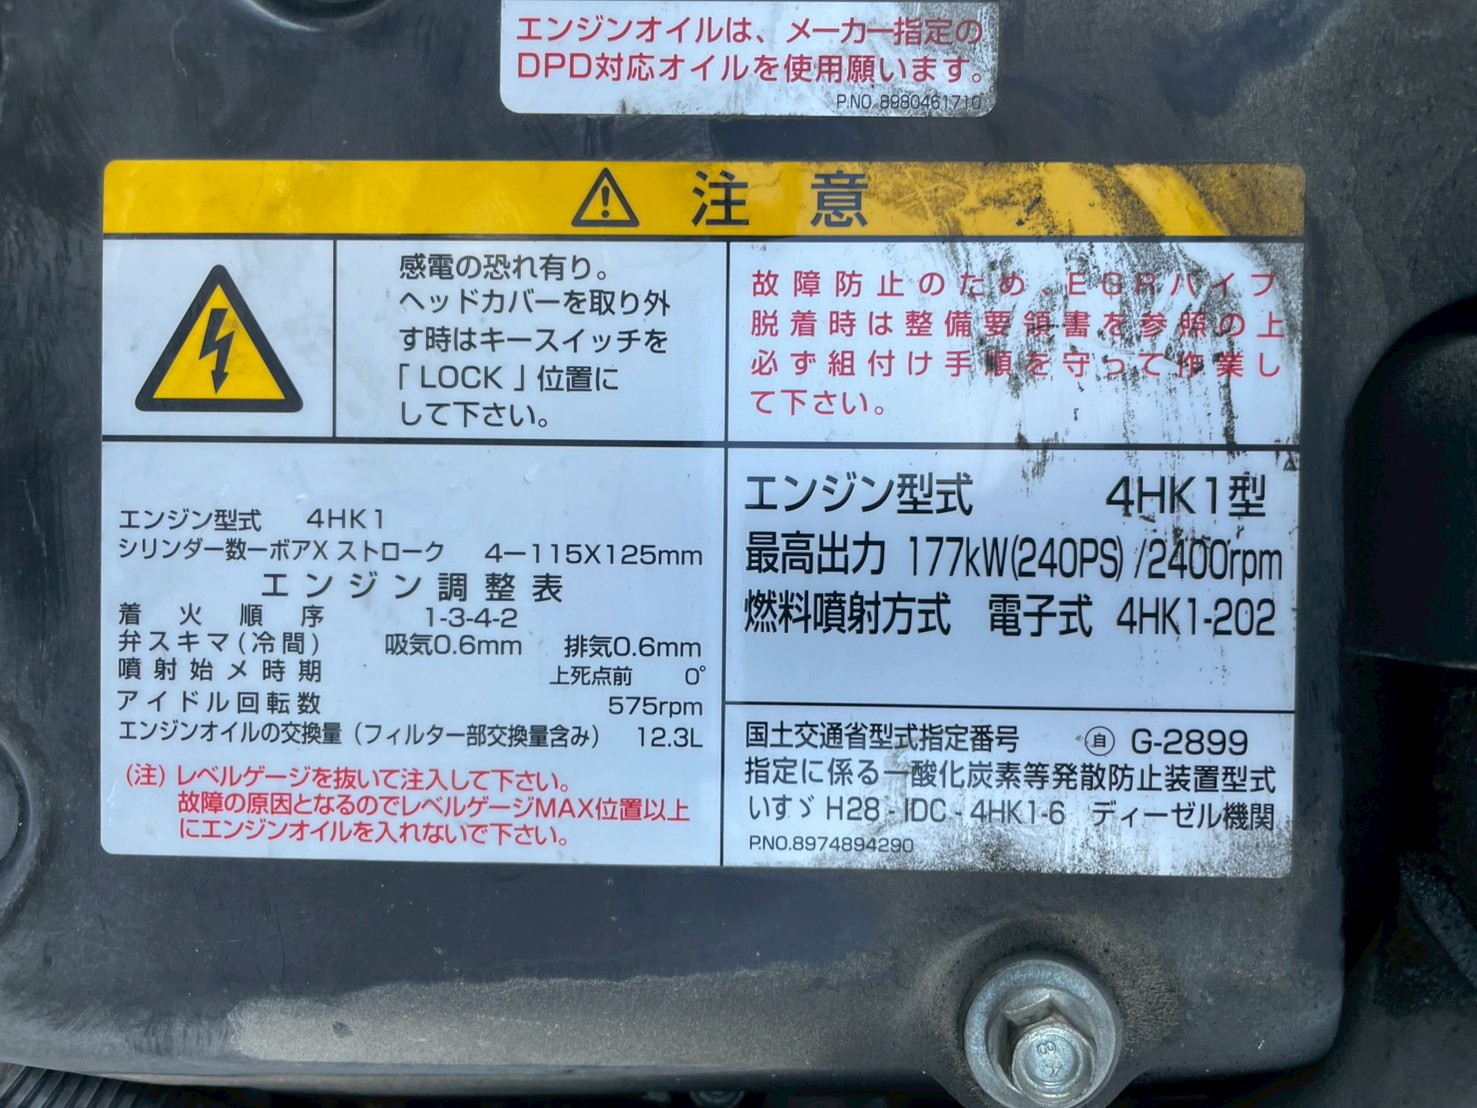 エンジンオイルは、メーカー指定の
DPD対応オイルを使用願います。
P.NO. 8980461710
注意
感電の恐れ有り。
ヘッドカバーを取り外
す時はキースイッチを
「LOCK」位置に
して下さい。
故障防止のため、EGRパイプ
脱着時は整備要領書を参照の上
必ず組付け手順を守って作業し
て下さい。
エンジン型式 4HK1
シリンダー数ーボアX ストローク 4ー115X125mm
エンジン調整表
着火順序 1-3-4-2
弁スキマ(冷間) 吸気0.6mm 排気0.6mm
噴射始メ時期 上死点前 0°
アイドル回転数 575rpm
エンジンオイルの交換量(フィルター部交換量含み) 12.3L
(注) レベルゲージを抜いて注入して下さい。
故障の原因となるのでレベルゲージMAX位置以上
にエンジンオイルを入れないで下さい。
エンジン型式 4HK1型
最高出力 177kW(240PS) /2400rpm
燃料噴射方式 電子式 4HK1-202
国土交通省型式指定番号 ㊀自 G-2899
指定に係る一酸化炭素等発散防止装置型式
いすゞ H28 - IDC - 4HK1-6 ディーゼル機関
P.NO.8974894290
8